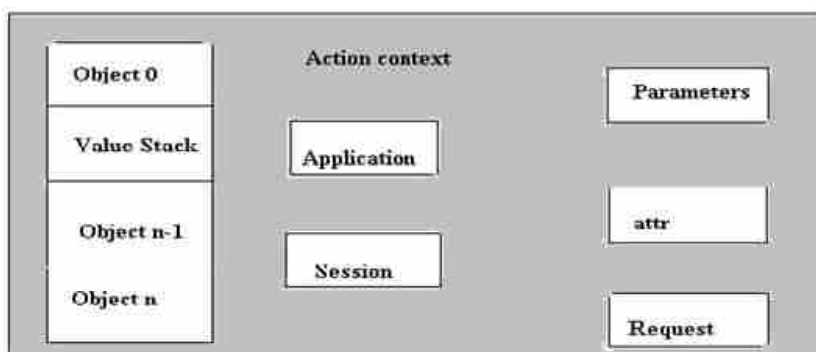 Object 0
Value Stack
Object n-1
Object n
Action context
Application
Session
Parameters
attr
Request